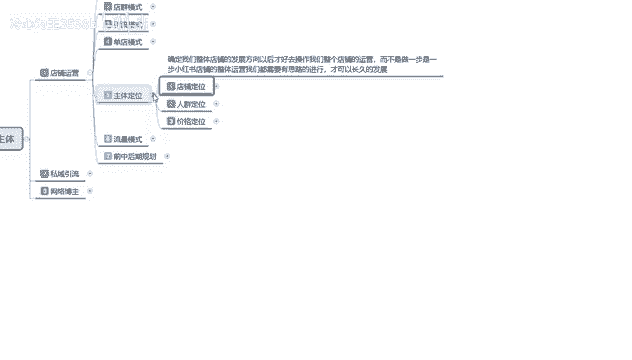 店群模式
单店模式
确定我们整体店铺的发展方向以后才好去操作我们整个店铺的运营，而不是做一步是一
步小红书店铺的整体运营我们都需要有思路的进行，才可以长久的发展
店铺运营
店铺定位
主体定位
人群定位
价格定位
主体
流量模式
前中后期规划
私域引流
网络博主